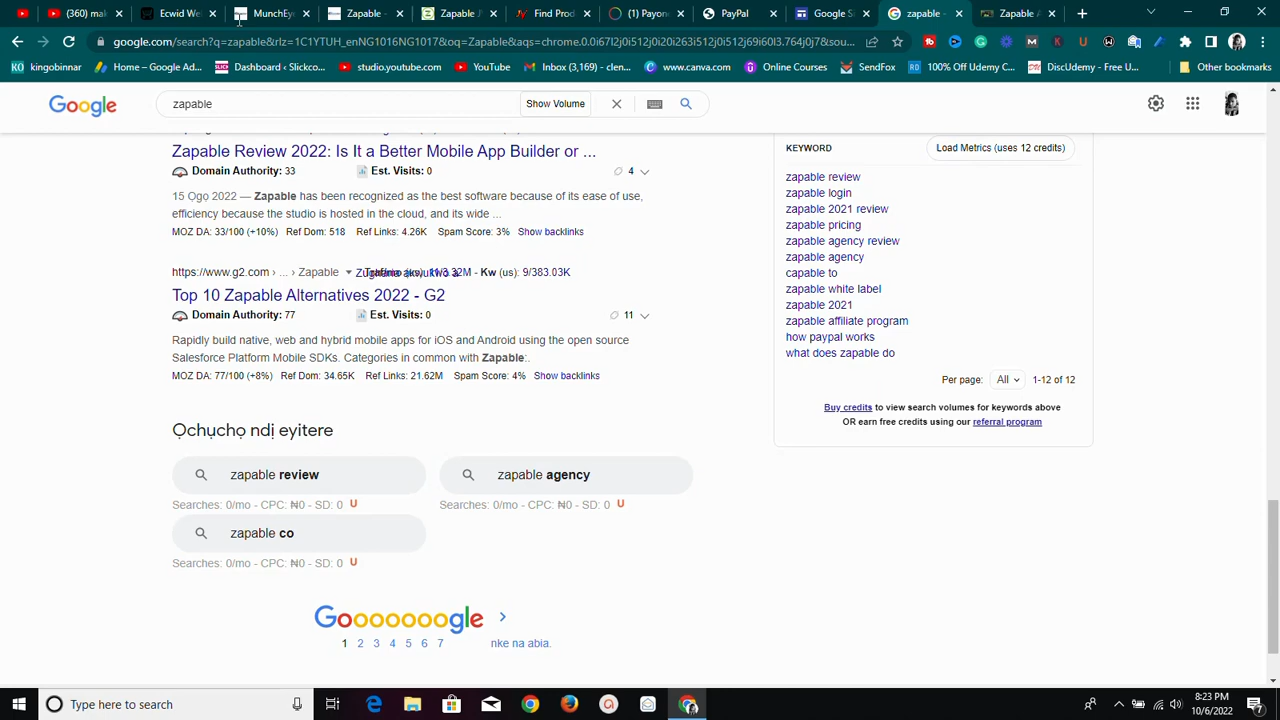 (360) mal
Ecwid We
MunchEy
Zapable -
Zapable J
Find Prod
(1) Payon
PayPal
Google S
zapable -
Zapable A
google.com/search?q=zapable&rlz=1C1YTUH_enNG1016NG1017&oq=Zapable&aqs=chrome.0.0i67l2j0i512j0i20i263i512j0i512j69i60l3.764j0j7&sou...
kingobinnar
Home – Google Ad...
Dashboard ‹ Slickco...
studio.youtube.com
YouTube
Inbox (3,169) - clen...
www.canva.com
Online Courses
SendFox
100% Off Udemy C...
DiscUdemy - Free U...
Other bookmarks
Google
zapable
Show Volume
Zapable Review 2022: Is It a Better Mobile App Builder or ...
Domain Authority: 33
Est. Visits: 0
4
15 Ọgọ 2022 — Zapable has been recognized as the best software because of its ease of use,
efficiency because the studio is hosted in the cloud, and its wide ...
MOZ DA: 33/100 (+10%) Ref Dom: 518 Ref Links: 4.26K Spam Score: 3% Show backlinks
https://www.g2.com › ... › Zapable
11/3.32M - Kw (us): 9/383.03K
Top 10 Zapable Alternatives 2022 - G2
Domain Authority: 77
Est. Visits: 0
11
Rapidly build native, web and hybrid mobile apps for iOS and Android using the open source
Salesforce Platform Mobile SDKs. Categories in common with Zapable:.
MOZ DA: 77/100 (+8%) Ref Dom: 34.65K Ref Links: 21.62M Spam Score: 4% Show backlinks
Ọchụchọ ndị eyitere
zapable review
zapable agency
Searches: 0/mo - CPC: ₦0 - SD: 0 U
Searches: 0/mo - CPC: ₦0 - SD: 0 U
zapable co
Searches: 0/mo - CPC: ₦0 - SD: 0 U
Gooooooogle
1 2 3 4 5 6 7
nke na abia.
KEYWORD
Load Metrics (uses 12 credits)
zapable review
zapable login
zapable 2021 review
zapable pricing
zapable agency review
zapable agency
capable to
zapable white label
zapable 2021
zapable affiliate program
how paypal works
what does zapable do
Per page: All 1-12 of 12
Buy credits to view search volumes for keywords above
OR earn free credits using our referral program
Type here to search
8:23 PM
10/6/2022